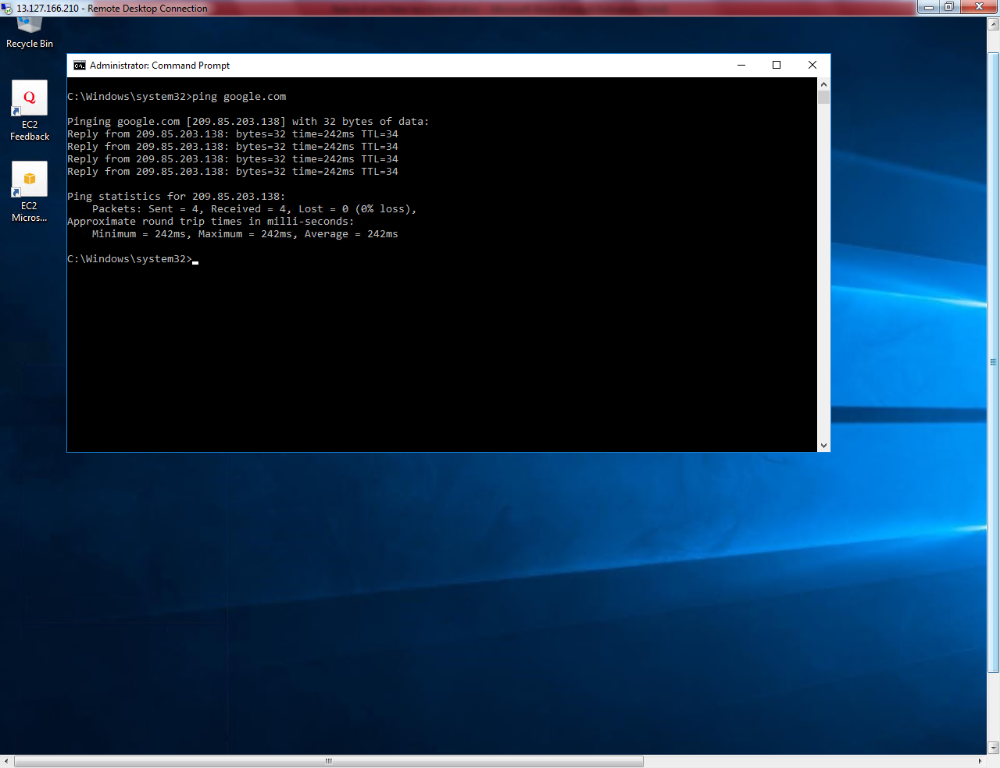 13.127.166.210 - Remote Desktop Connection
Recycle Bin
EC2
Feedback
EC2
Micros...
Administrator: Command Prompt
C:\Windows\system32>ping google.com
Pinging google.com [209.85.203.138] with 32 bytes of data:
Reply from 209.85.203.138: bytes=32 time=242ms TTL=34
Reply from 209.85.203.138: bytes=32 time=242ms TTL=34
Reply from 209.85.203.138: bytes=32 time=242ms TTL=34
Reply from 209.85.203.138: bytes=32 time=242ms TTL=34
Ping statistics for 209.85.203.138:
    Packets: Sent = 4, Received = 4, Lost = 0 (0% loss),
Approximate round trip times in milli-seconds:
    Minimum = 242ms, Maximum = 242ms, Average = 242ms
C:\Windows\system32>